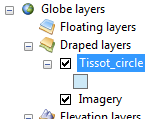 Globe layers
Floating layers
Draped layers
Tissot_circle
Imagery
Elevation layers